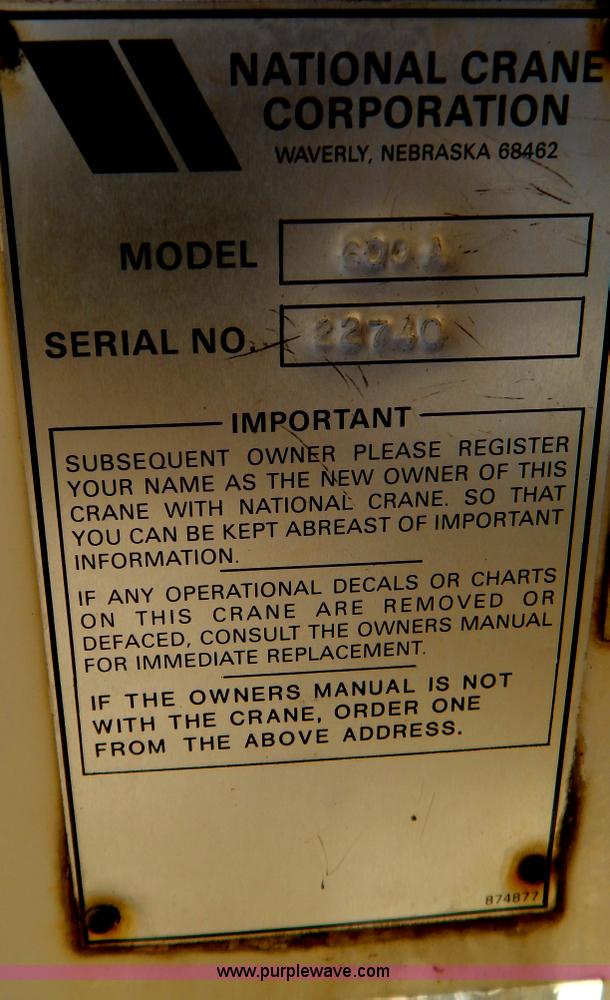 NATIONAL CRANE
CORPORATION
WAVERLY, NEBRASKA 68462
MODEL
SERIAL NO. 22740
IMPORTANT
SUBSEQUENT OWNER PLEASE REGISTER
YOUR NAME AS THE NEW OWNER OF THIS
CRANE WITH NATIONAL CRANE. SO THAT
YOU CAN BE KEPT ABREAST OF IMPORTANT
INFORMATION.
IF ANY OPERATIONAL DECALS OR CHARTS
ON THIS CRANE ARE REMOVED OR
DEFACED, CONSULT THE OWNERS MANUAL
FOR IMMEDIATE REPLACEMENT.
IF THE OWNERS MANUAL IS NOT
WITH THE CRANE, ORDER ONE
FROM THE ABOVE ADDRESS.
874877
www.purplewave.com